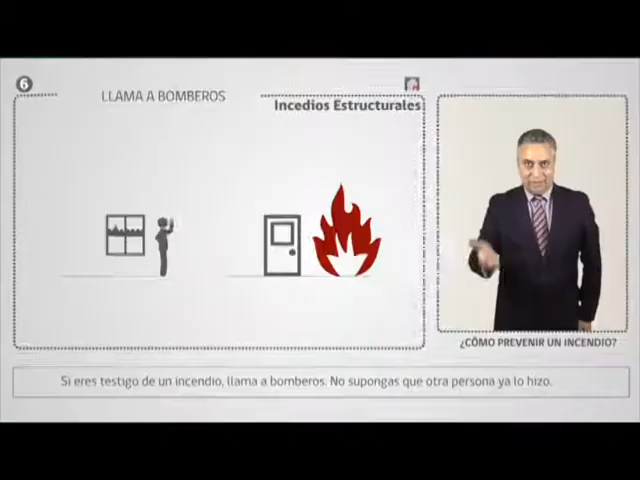 6
LLAMA A BOMBEROS
Incedios Estructurales
¿CÓMO PREVENIR UN INCENDIO?
Si eres testigo de un incendio, llama a bomberos. No supongas que otra persona ya lo hizo.